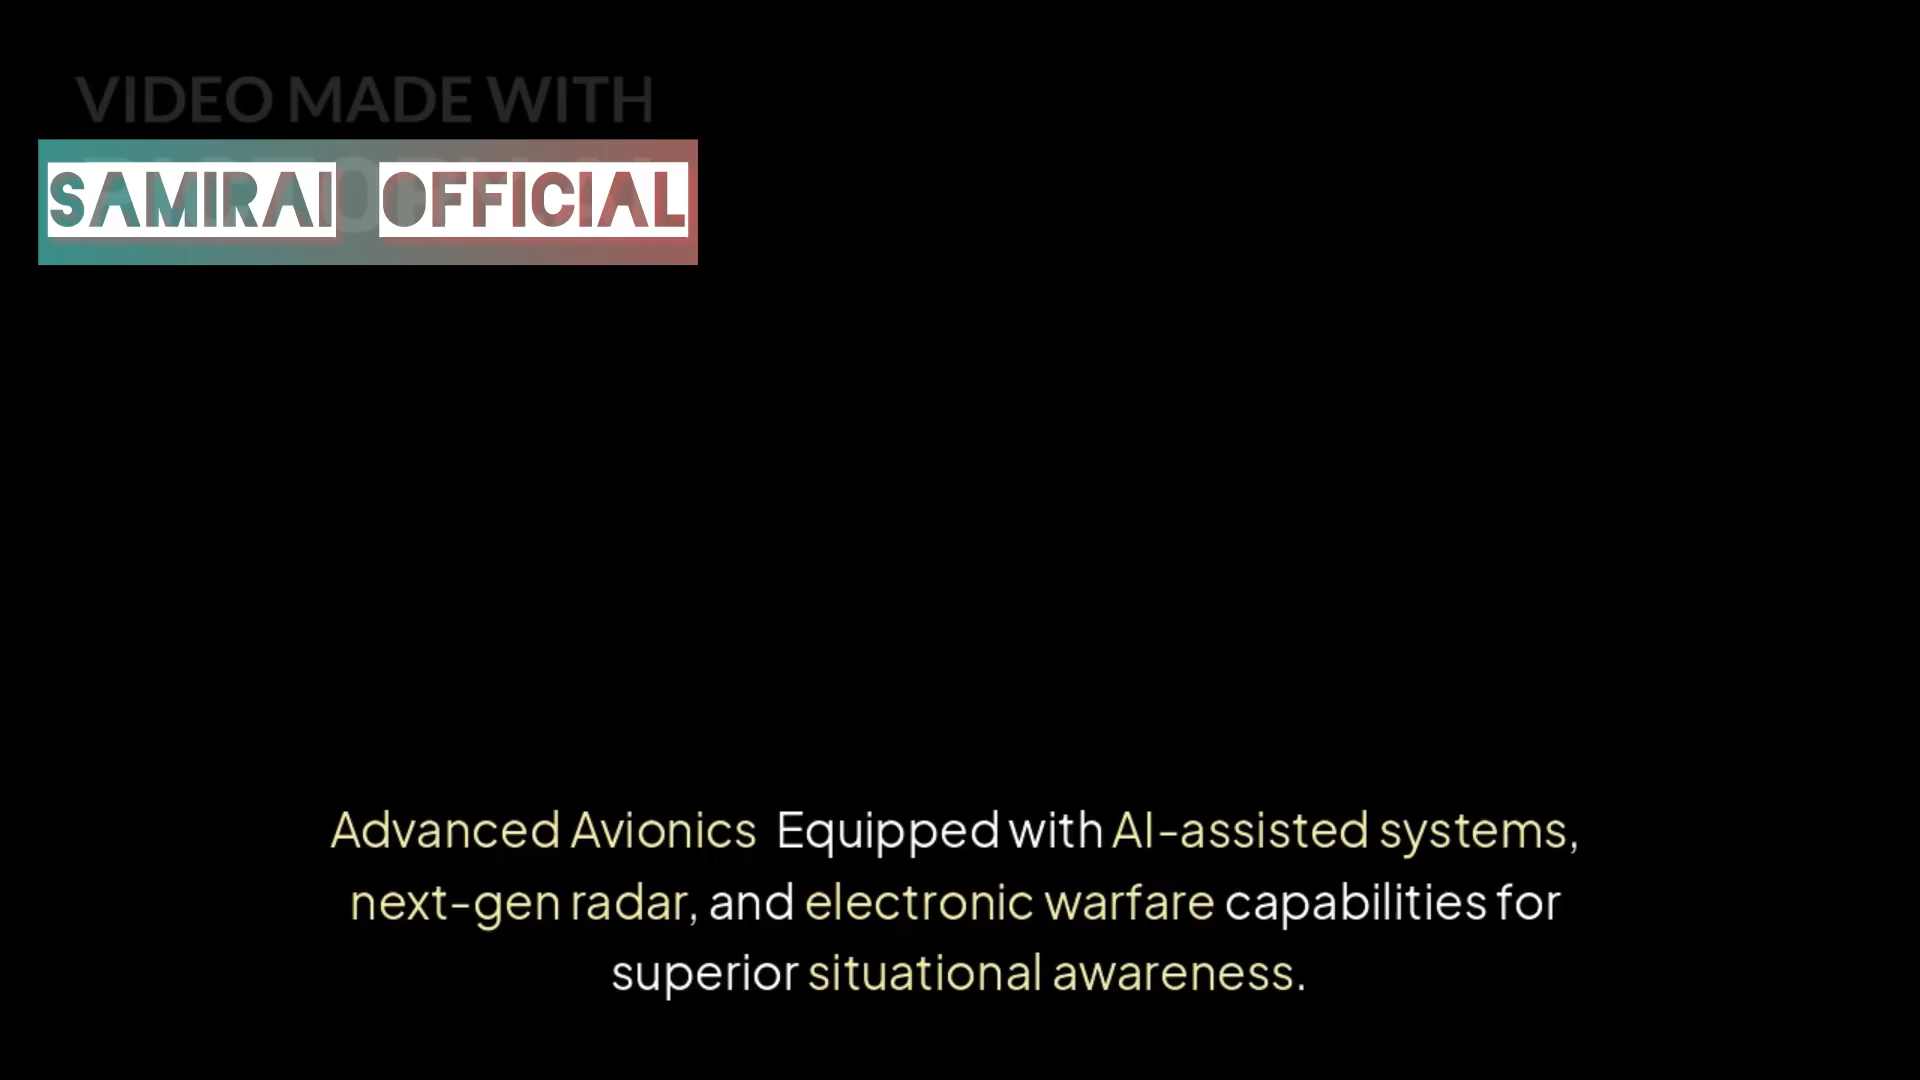 VIDEO MADE WITH
SAMIRAI OFFICIAL
Advanced Avionics Equipped with AI-assisted systems,
next-gen radar, and electronic warfare capabilities for
superior situational awareness.